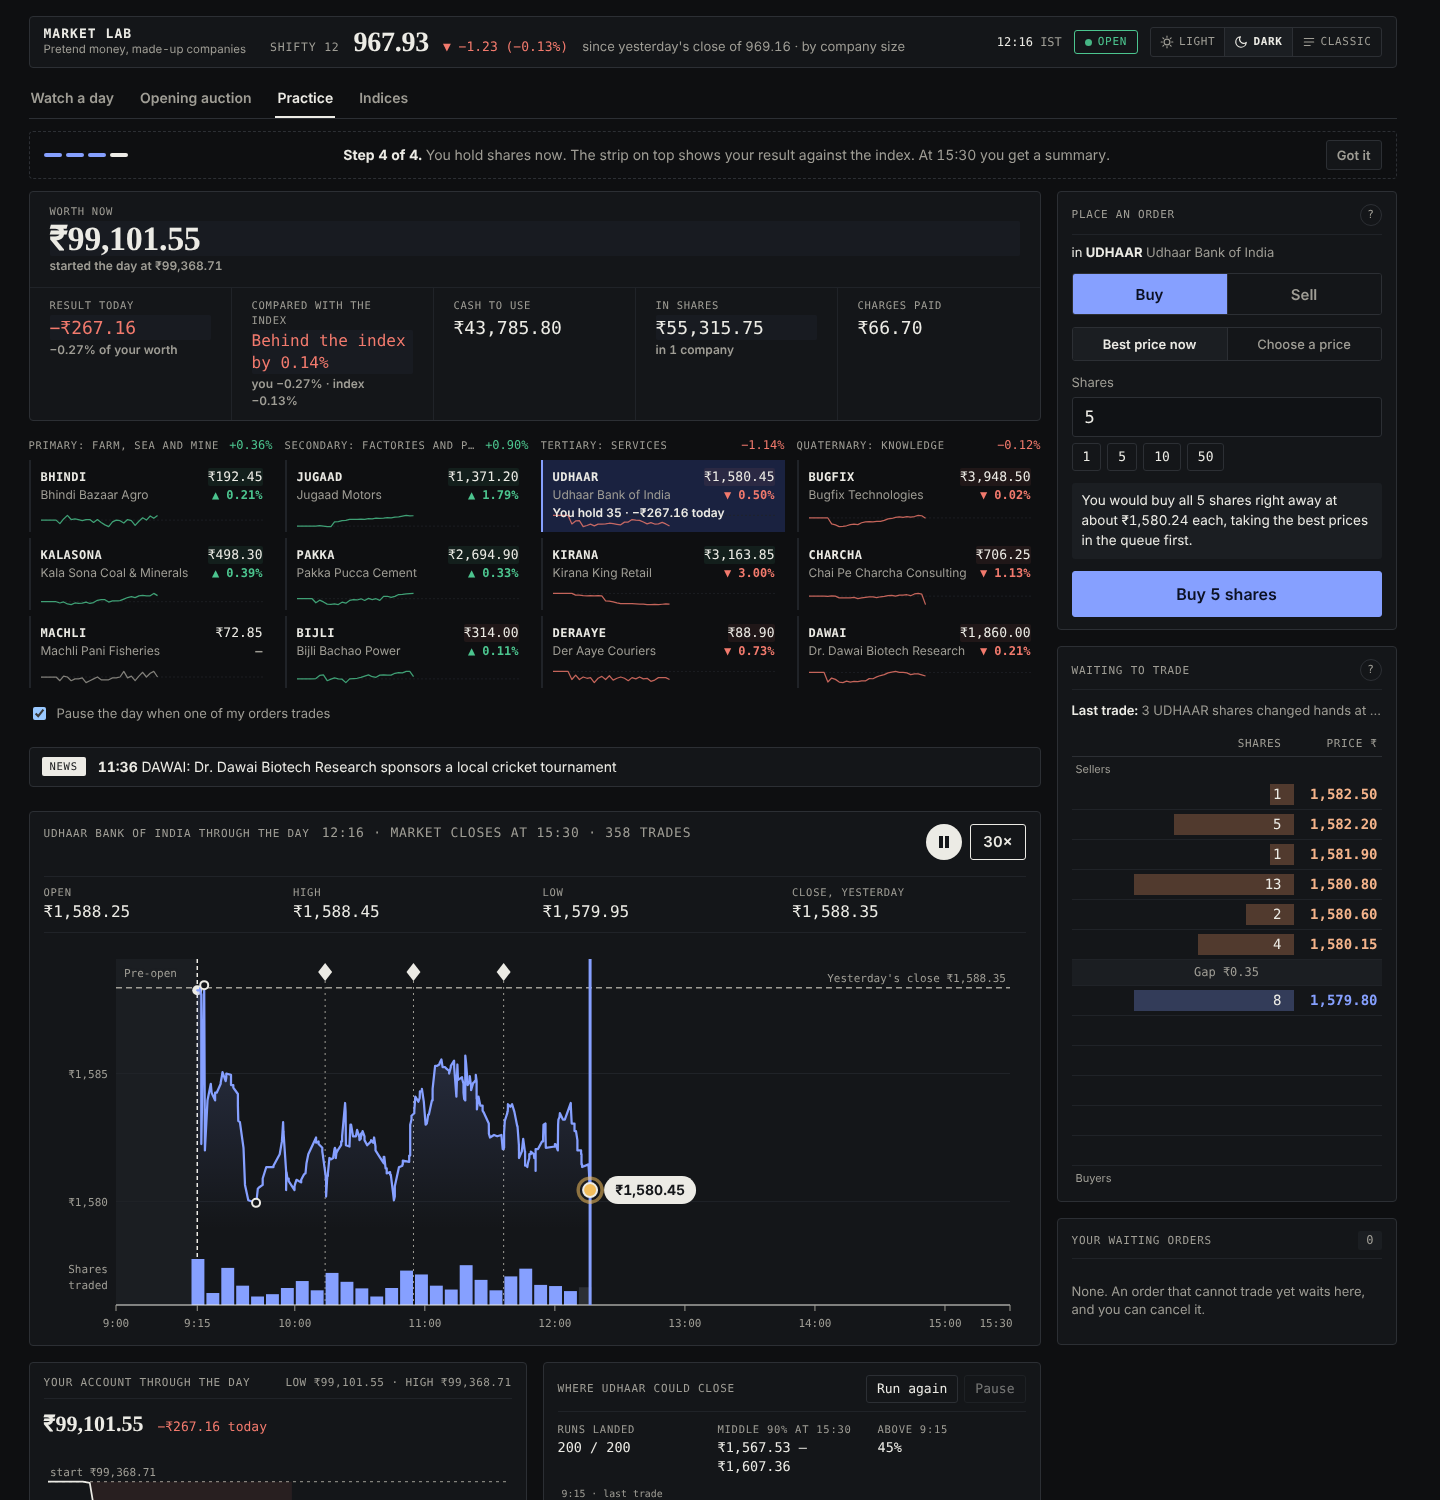 MARKET LAB
Pretend money, made-up companies
SHIFTY 12 967.93 ▼ −1.23 (−0.13%) since yesterday's close of 969.16 · by company size
12:16 IST
OPEN
LIGHT
DARK
CLASSIC
Watch a day
Opening auction
Practice
Indices
Step 4 of 4. You hold shares now. The strip on top shows your result against the index. At 15:30 you get a summary.
Got it
WORTH NOW
₹99,101.55
started the day at ₹99,368.71
RESULT TODAY
−₹267.16
−0.27% of your worth
COMPARED WITH THE
INDEX
Behind the index
by 0.14%
you −0.27% · index
−0.13%
CASH TO USE
₹43,785.80
IN SHARES
₹55,315.75
in 1 company
CHARGES PAID
₹66.70
PRIMARY: FARM, SEA AND MINE +0.36%
SECONDARY: FACTORIES AND P… +0.90%
TERTIARY: SERVICES −1.14%
QUATERNARY: KNOWLEDGE −0.12%
BHINDI ₹192.45
Bhindi Bazaar Agro ▲ 0.21%
JUGAAD ₹1,371.20
Jugaad Motors ▲ 1.79%
UDHAAR ₹1,580.45
Udhaar Bank of India ▼ 0.50%
You hold 35 · −₹267.16 today
BUGFIX ₹3,948.50
Bugfix Technologies ▼ 0.02%
KALASONA ₹498.30
Kala Sona Coal & Minerals ▲ 0.39%
PAKKA ₹2,694.90
Pakka Pucca Cement ▲ 0.33%
KIRANA ₹3,163.85
Kirana King Retail ▼ 3.00%
CHARCHA ₹706.25
Chai Pe Charcha Consulting ▼ 1.13%
MACHLI ₹72.85
Machli Pani Fisheries –
BIJLI ₹314.00
Bijli Bachao Power ▲ 0.11%
DERAAYE ₹88.90
Der Aaye Couriers ▼ 0.73%
DAWAI ₹1,860.00
Dr. Dawai Biotech Research ▼ 0.21%
Pause the day when one of my orders trades
NEWS 11:36 DAWAI: Dr. Dawai Biotech Research sponsors a local cricket tournament
UDHAAR BANK OF INDIA THROUGH THE DAY 12:16 · MARKET CLOSES AT 15:30 · 358 TRADES
30×
OPEN
₹1,588.25
HIGH
₹1,588.45
LOW
₹1,579.95
CLOSE, YESTERDAY
₹1,588.35
Pre-open
Yesterday's close ₹1,588.35
₹1,585
₹1,580
₹1,580.45
Shares
traded
9:00 9:15 10:00 11:00 12:00 13:00 14:00 15:00 15:30
YOUR ACCOUNT THROUGH THE DAY LOW ₹99,101.55 · HIGH ₹99,368.71
₹99,101.55 −₹267.16 today
start ₹99,368.71
WHERE UDHAAR COULD CLOSE
Run again
Pause
RUNS LANDED
200 / 200
MIDDLE 90% AT 15:30
₹1,567.53 –
₹1,607.36
ABOVE 9:15
45%
9:15 · last trade
PLACE AN ORDER
?
in UDHAAR Udhaar Bank of India
Buy
Sell
Best price now
Choose a price
Shares
5
1
5
10
50
You would buy all 5 shares right away at
about ₹1,580.24 each, taking the best prices
in the queue first.
Buy 5 shares
WAITING TO TRADE
?
Last trade: 3 UDHAAR shares changed hands at …
SHARES PRICE ₹
Sellers
1 1,582.50
5 1,582.20
1 1,581.90
13 1,580.80
2 1,580.60
4 1,580.15
Gap ₹0.35
8 1,579.80
Buyers
YOUR WAITING ORDERS 0
None. An order that cannot trade yet waits here,
and you can cancel it.